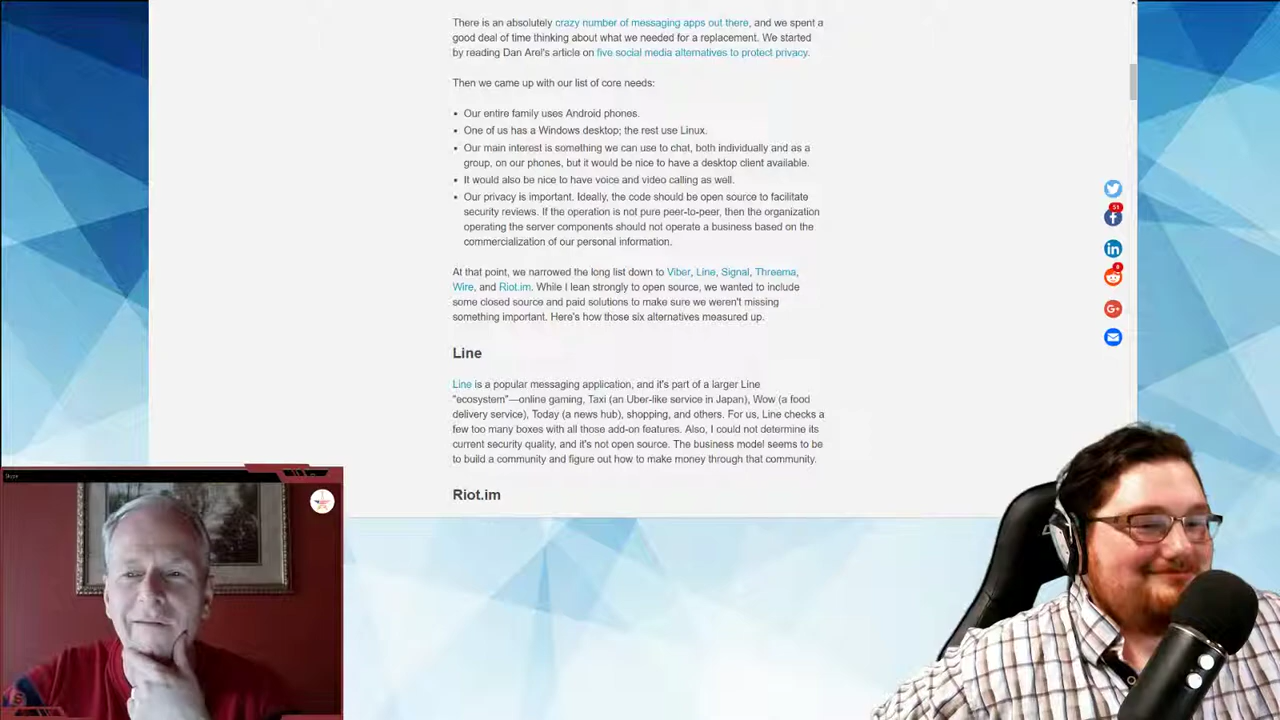 There is an absolutely crazy number of messaging apps out there, and we spent a
good deal of time thinking about what we needed for a replacement. We started
by reading Dan Arel's article on five social media alternatives to protect privacy.
Then we came up with our list of core needs:
• Our entire family uses Android phones.
• One of us has a Windows desktop; the rest use Linux.
• Our main interest is something we can use to chat, both individually and as a
group, on our phones, but it would be nice to have a desktop client available.
• It would also be nice to have voice and video calling as well.
• Our privacy is important. Ideally, the code should be open source to facilitate
security reviews. If the operation is not pure peer-to-peer, then the organization
operating the server components should not operate a business based on the
commercialization of our personal information.
At that point, we narrowed the long list down to Viber, Line, Signal, Threema,
Wire, and Riot.im. While I lean strongly to open source, we wanted to include
some closed source and paid solutions to make sure we weren't missing
something important. Here's how those six alternatives measured up.
Line
Line is a popular messaging application, and it's part of a larger Line
"ecosystem"—online gaming, Taxi (an Uber-like service in Japan), Wow (a food
delivery service), Today (a news hub), shopping, and others. For us, Line checks a
few too many boxes with all those add-on features. Also, I could not determine its
current security quality, and it's not open source. The business model seems to be
to build a community and figure out how to make money through that community.
Riot.im
51
G+